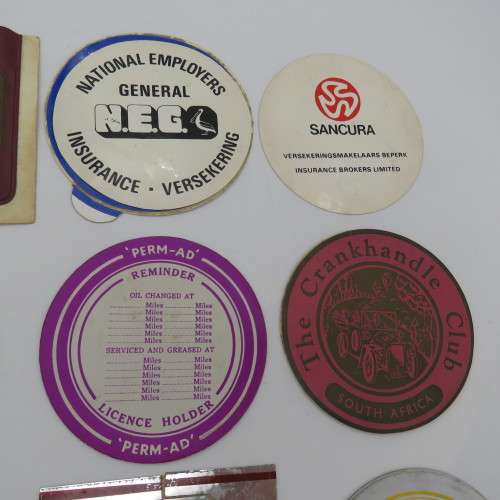 NATIONAL EMPLOYERS
GENERAL
N.E.G.
INSURANCE · VERSEKERING
SANCURA
VERSEKERINGSMAKELAARS BEPERK
INSURANCE BROKERS LIMITED
'PERM-AD'
REMINDER
OIL CHANGED AT
Miles Miles
Miles Miles
Miles Miles
Miles Miles
Miles Miles
SERVICED AND GREASED AT
Miles Miles
Miles Miles
Miles Miles
Miles Miles
Miles Miles
LICENCE HOLDER
'PERM-AD'
The Crankhandle Club
SOUTH AFRICA